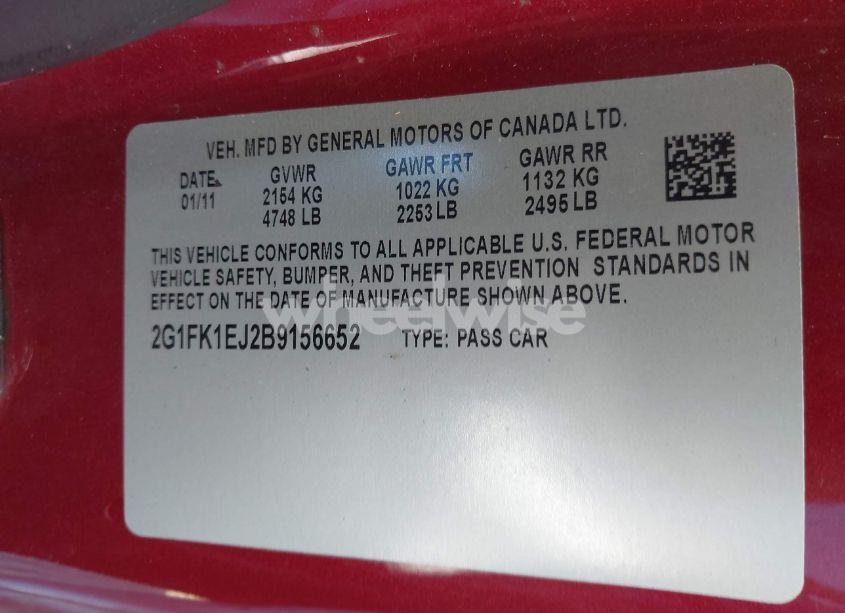 VEH. MFD BY GENERAL MOTORS OF CANADA LTD.
DATE GVWR GAWR FRT GAWR RR
01/11 2154 KG 1022 KG 1132 KG
4748 LB 2253 LB 2495 LB
THIS VEHICLE CONFORMS TO ALL APPLICABLE U.S. FEDERAL MOTOR
VEHICLE SAFETY, BUMPER, AND THEFT PREVENTION STANDARDS IN
EFFECT ON THE DATE OF MANUFACTURE SHOWN ABOVE.
wheelwise
2G1FK1EJ2B9156652 TYPE: PASS CAR